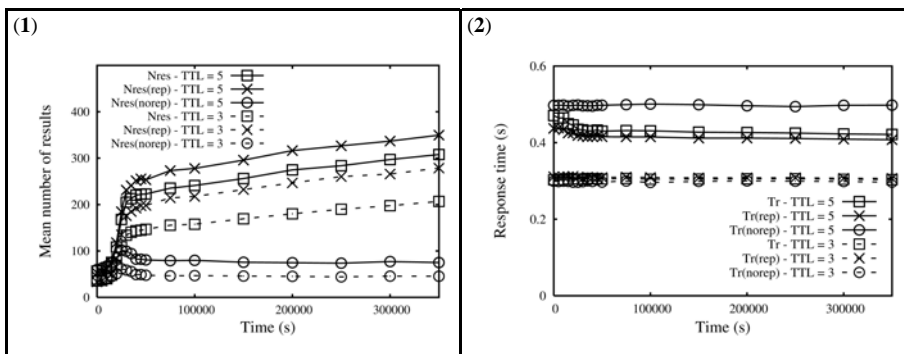 (1)
Mean number of results
500
400
300
200
100
0
Nres - TTL = 5
Nres(rep) - TTL = 5
Nres(norep) - TTL = 5
Nres - TTL = 3
Nres(rep) - TTL = 3
Nres(norep) - TTL = 3
0 100000 200000 300000
Time (s)
(2)
Response time (s)
0.6
0.4
0.2
0
Tr - TTL = 5
Tr(rep) - TTL = 5
Tr(norep) - TTL = 5
Tr - TTL = 3
Tr(rep) - TTL = 3
Tr(norep) - TTL = 3
0 100000 200000 300000
Time (s)